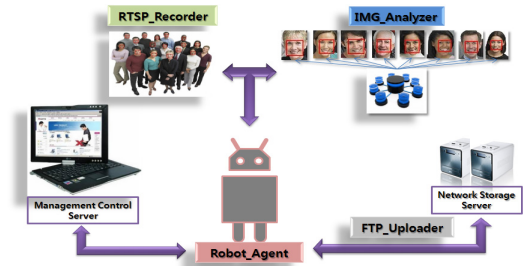 RTSP_Recorder
IMG_Analyzer
Management Control
Server
Network Storage
Server
FTP_Uploader
Robot_Agent